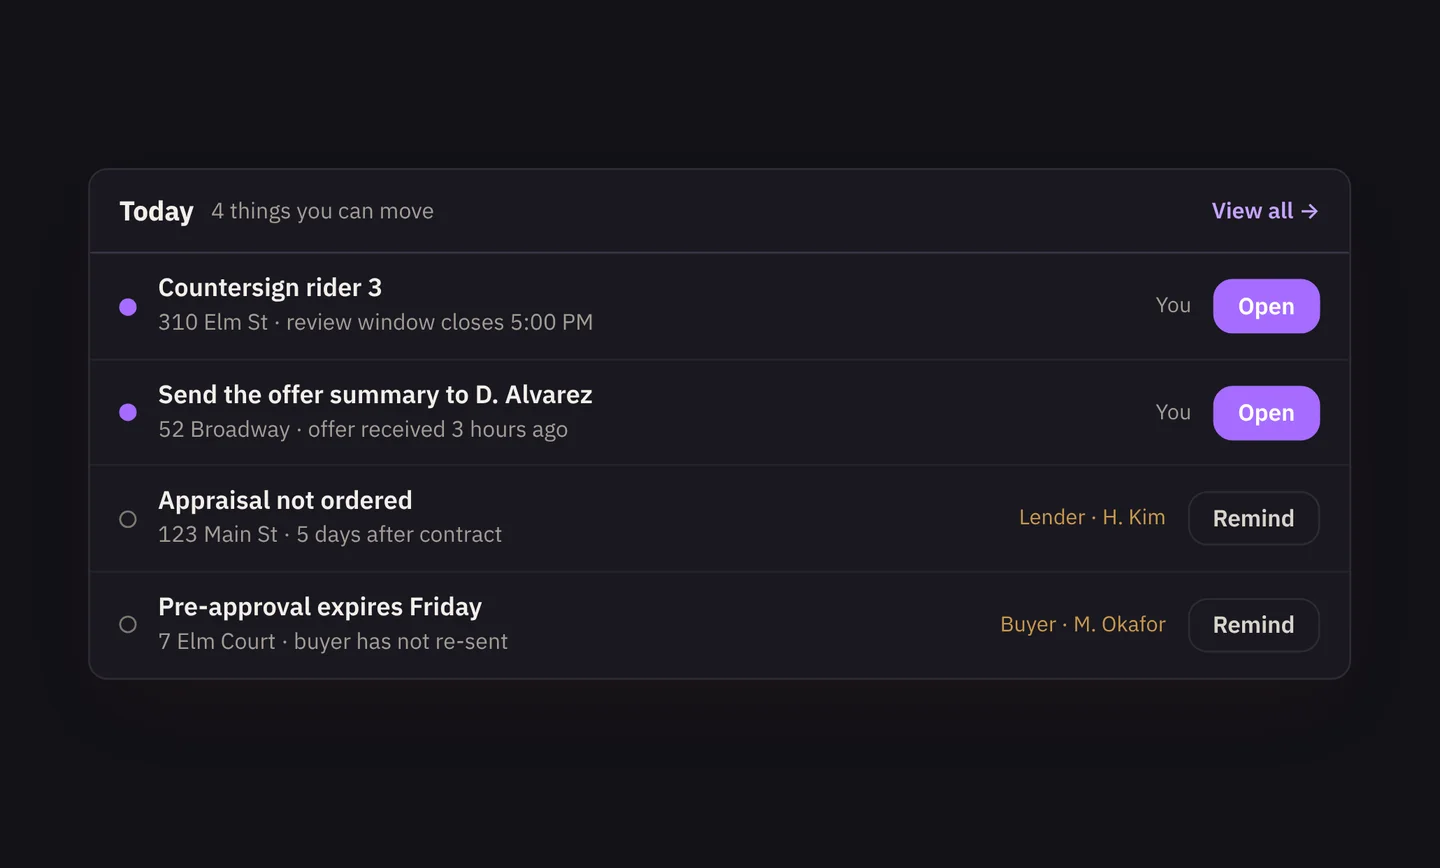 Today 4 things you can move View all →
Countersign rider 3
310 Elm St · review window closes 5:00 PM
You Open
Send the offer summary to D. Alvarez
52 Broadway · offer received 3 hours ago
You Open
Appraisal not ordered
123 Main St · 5 days after contract
Lender · H. Kim Remind
Pre-approval expires Friday
7 Elm Court · buyer has not re-sent
Buyer · M. Okafor Remind